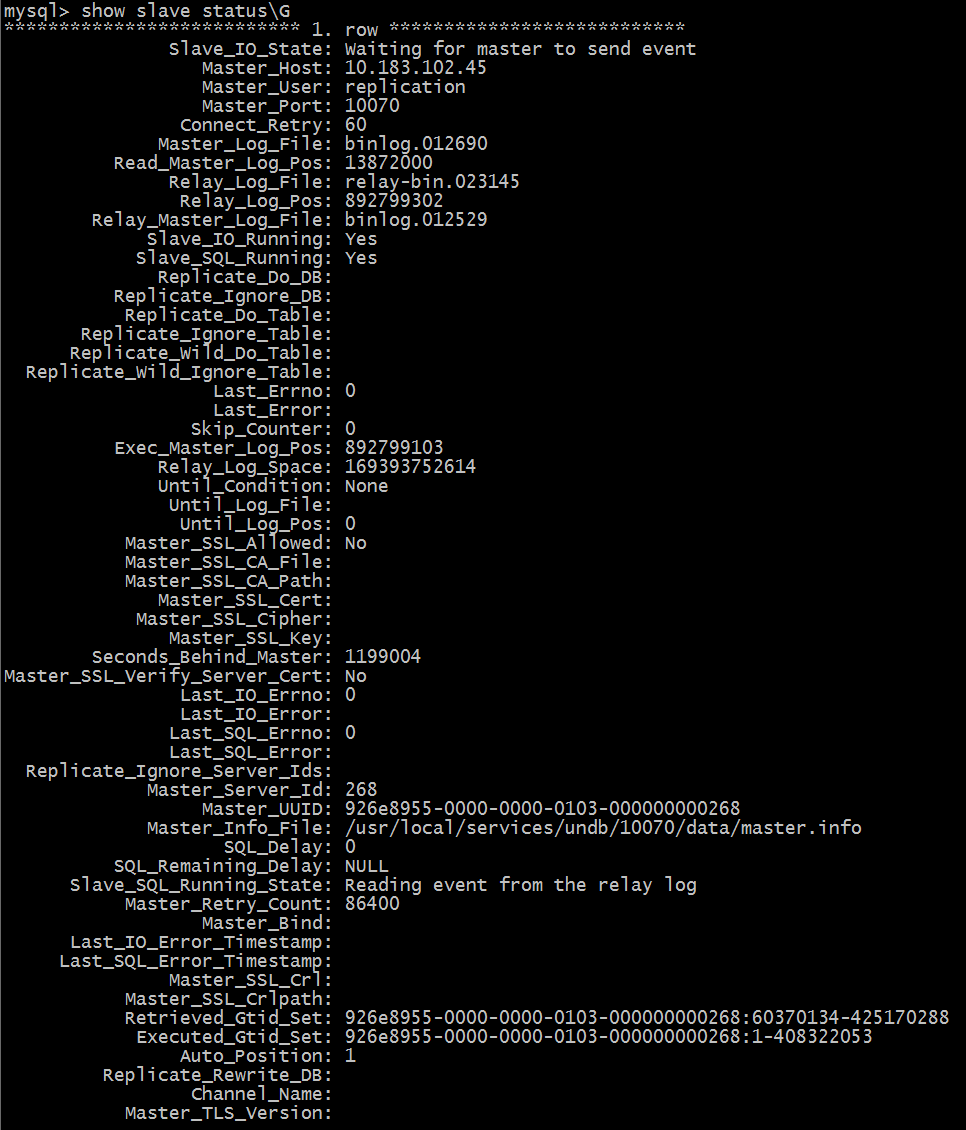 mysql> show slave status\G
*************************** 1. row ***************************
Slave_IO_State: Waiting for master to send event
Master_Host: 10.183.102.45
Master_User: replication
Master_Port: 10070
Connect_Retry: 60
Master_Log_File: binlog.012690
Read_Master_Log_Pos: 13872000
Relay_Log_File: relay-bin.023145
Relay_Log_Pos: 892799302
Relay_Master_Log_File: binlog.012529
Slave_IO_Running: Yes
Slave_SQL_Running: Yes
Replicate_Do_DB:
Replicate_Ignore_DB:
Replicate_Do_Table:
Replicate_Ignore_Table:
Replicate_Wild_Do_Table:
Replicate_Wild_Ignore_Table:
Last_Errno: 0
Last_Error:
Skip_Counter: 0
Exec_Master_Log_Pos: 892799103
Relay_Log_Space: 169393752614
Until_Condition: None
Until_Log_File:
Until_Log_Pos: 0
Master_SSL_Allowed: No
Master_SSL_CA_File:
Master_SSL_CA_Path:
Master_SSL_Cert:
Master_SSL_Cipher:
Master_SSL_Key:
Seconds_Behind_Master: 1199004
Master_SSL_Verify_Server_Cert: No
Last_IO_Errno: 0
Last_IO_Error:
Last_SQL_Errno: 0
Last_SQL_Error:
Replicate_Ignore_Server_Ids:
Master_Server_Id: 268
Master_UUID: 926e8955-0000-0000-0103-000000000268
Master_Info_File: /usr/local/services/undb/10070/data/master.info
SQL_Delay: 0
SQL_Remaining_Delay: NULL
Slave_SQL_Running_State: Reading event from the relay log
Master_Retry_Count: 86400
Master_Bind:
Last_IO_Error_Timestamp:
Last_SQL_Error_Timestamp:
Master_SSL_Crl:
Master_SSL_Crlpath:
Retrieved_Gtid_Set: 926e8955-0000-0000-0103-000000000268:60370134-425170288
Executed_Gtid_Set: 926e8955-0000-0000-0103-000000000268:1-408322053
Auto_Position: 1
Replicate_Rewrite_DB:
Channel_Name:
Master_TLS_Version: